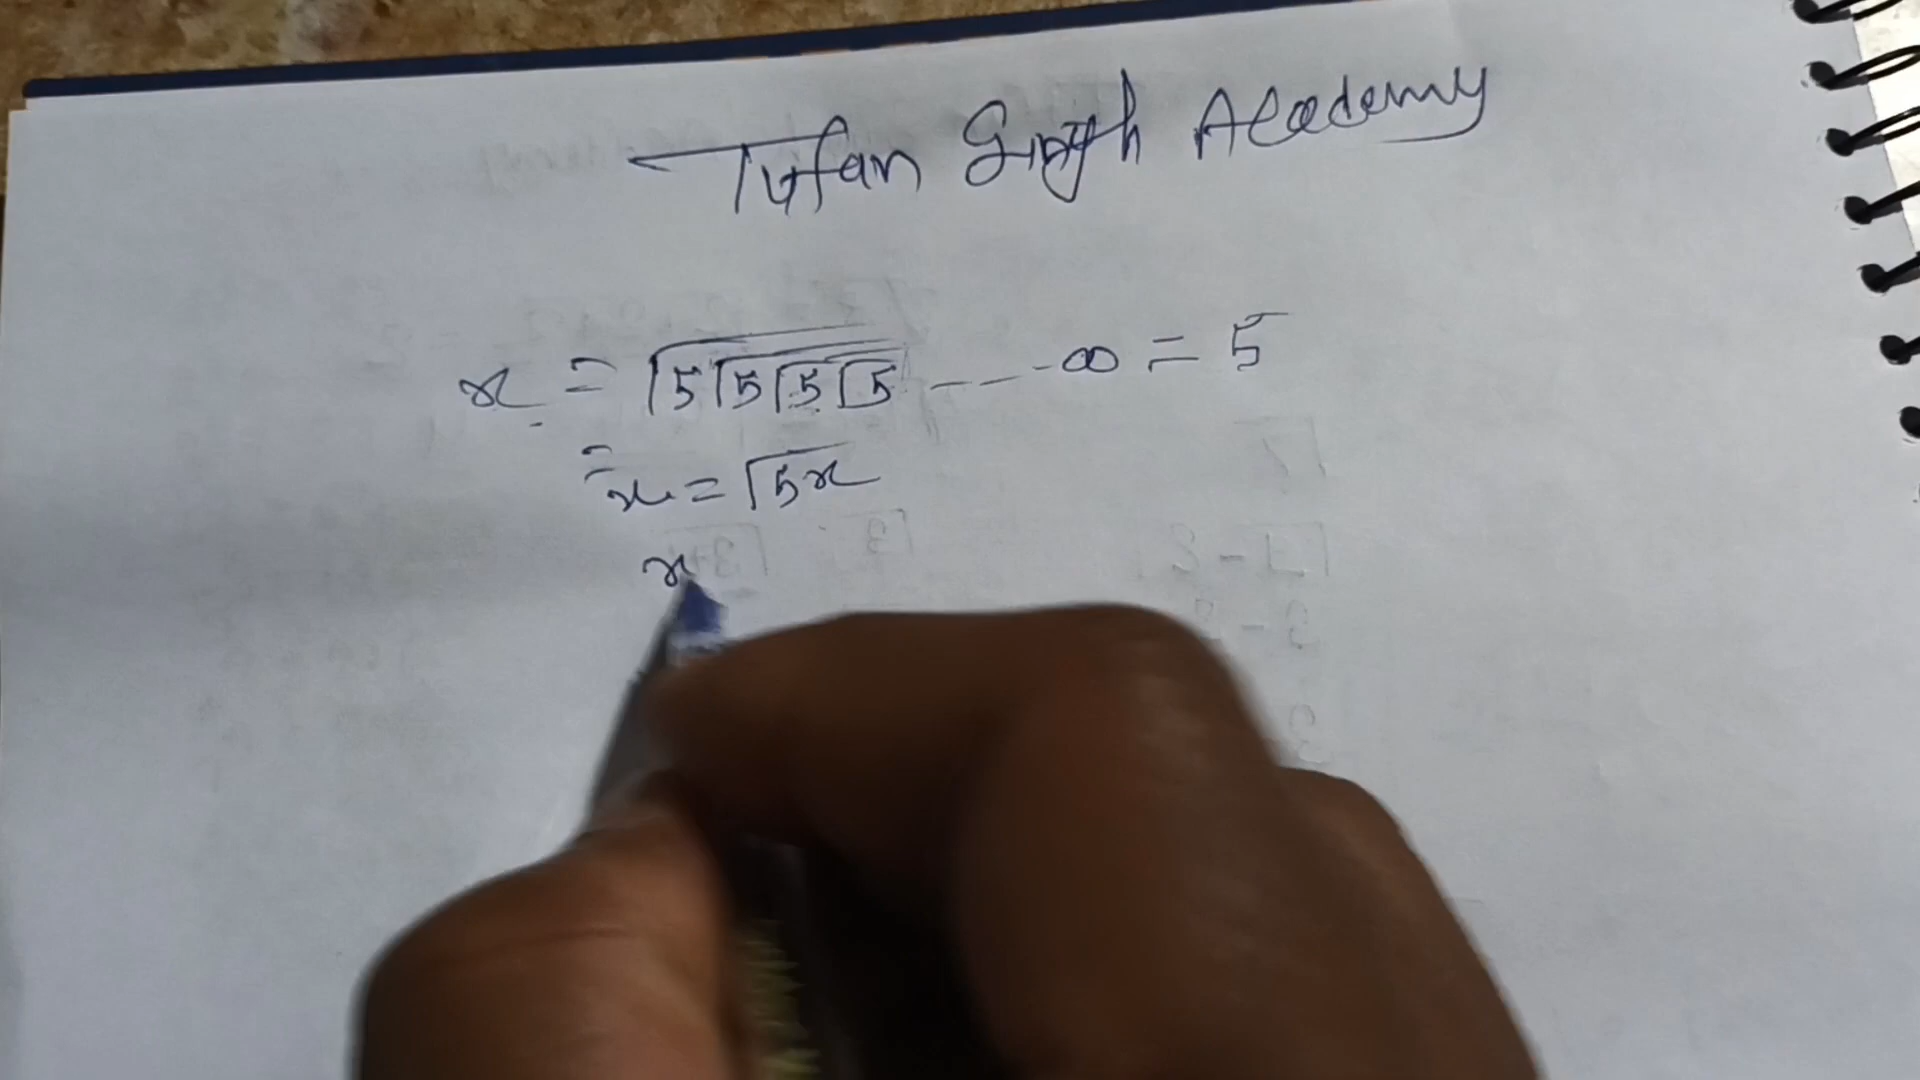 Tufan Singh Academy
x = √5√5√5√5 --- ∞ = 5
= x = √5x
x